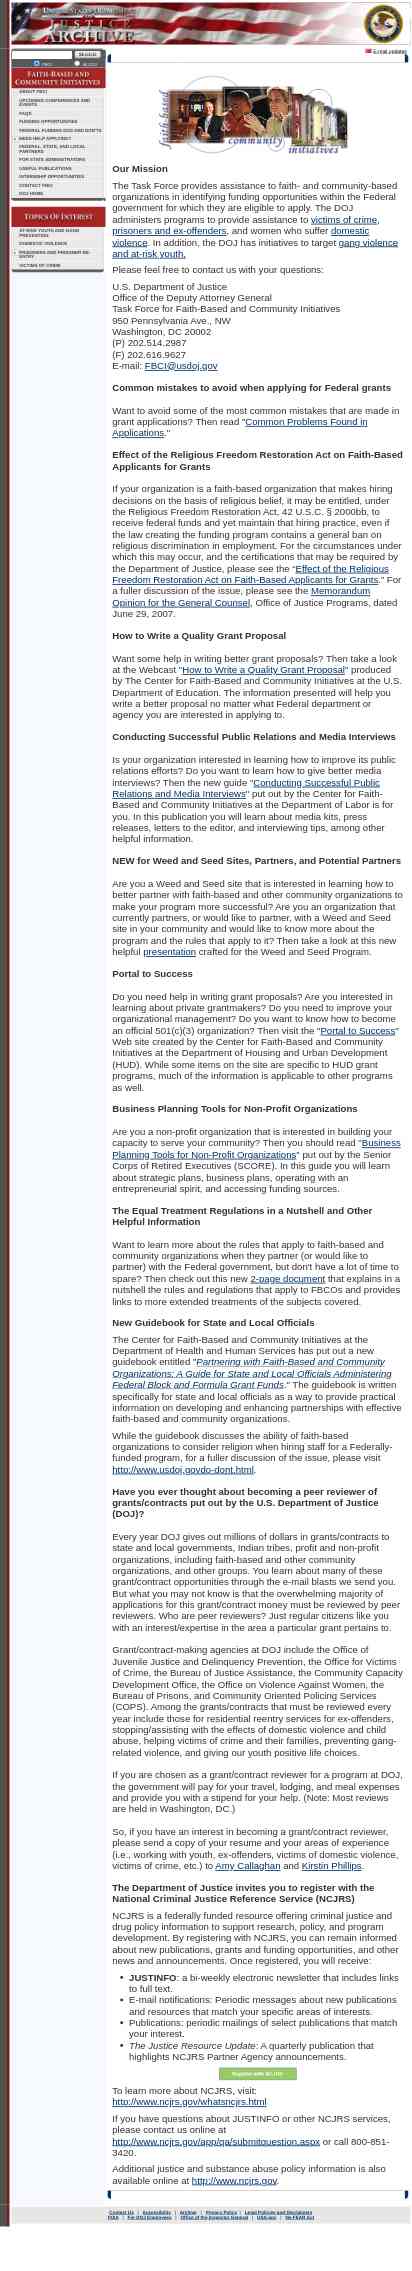 UNITED STATES DEPARTMENT OF
JUSTICE
ARCHIVE
E-mail Updates
SEARCH
FBCI
All DOJ
FAITH-BASED AND
COMMUNITY INITIATIVES
ABOUT FBCI
UPCOMING CONFERENCES AND
EVENTS
FAQS
FUNDING OPPORTUNITIES
FEDERAL FUNDING DOS AND DON'TS
NEED HELP APPLYING?
FEDERAL, STATE, AND LOCAL
PARTNERS
FOR STATE ADMINISTRATORS
USEFUL PUBLICATIONS
INTERNSHIP OPPORTUNITIES
CONTACT FBCI
DOJ HOME
TOPICS OF INTEREST
AT-RISK YOUTH AND GANG
PREVENTION
DOMESTIC VIOLENCE
PRISONERS AND PRISONER RE-
ENTRY
VICTIMS OF CRIME
faith based community initiatives
Our Mission
The Task Force provides assistance to faith- and community-based
organizations in identifying funding opportunities within the Federal
government for which they are eligible to apply. The DOJ
administers programs to provide assistance to victims of crime,
prisoners and ex-offenders, and women who suffer domestic
violence. In addition, the DOJ has initiatives to target gang violence
and at-risk youth.
Please feel free to contact us with your questions:
U.S. Department of Justice
Office of the Deputy Attorney General
Task Force for Faith-Based and Community Initiatives
950 Pennsylvania Ave., NW
Washington, DC 20002
(P) 202.514.2987
(F) 202.616.9627
E-mail: FBCI@usdoj.gov
Common mistakes to avoid when applying for Federal grants
Want to avoid some of the most common mistakes that are made in
grant applications? Then read "Common Problems Found in
Applications."
Effect of the Religious Freedom Restoration Act on Faith-Based
Applicants for Grants
If your organization is a faith-based organization that makes hiring
decisions on the basis of religious belief, it may be entitled, under
the Religious Freedom Restoration Act, 42 U.S.C. § 2000bb, to
receive federal funds and yet maintain that hiring practice, even if
the law creating the funding program contains a general ban on
religious discrimination in employment. For the circumstances under
which this may occur, and the certifications that may be required by
the Department of Justice, please see the "Effect of the Religious
Freedom Restoration Act on Faith-Based Applicants for Grants." For
a fuller discussion of the issue, please see the Memorandum
Opinion for the General Counsel, Office of Justice Programs, dated
June 29, 2007.
How to Write a Quality Grant Proposal
Want some help in writing better grant proposals? Then take a look
at the Webcast "How to Write a Quality Grant Proposal" produced
by The Center for Faith-Based and Community Initiatives at the U.S.
Department of Education. The information presented will help you
write a better proposal no matter what Federal department or
agency you are interested in applying to.
Conducting Successful Public Relations and Media Interviews
Is your organization interested in learning how to improve its public
relations efforts? Do you want to learn how to give better media
interviews? Then the new guide "Conducting Successful Public
Relations and Media Interviews" put out by the Center for Faith-
Based and Community Initiatives at the Department of Labor is for
you. In this publication you will learn about media kits, press
releases, letters to the editor, and interviewing tips, among other
helpful information.
NEW for Weed and Seed Sites, Partners, and Potential Partners
Are you a Weed and Seed site that is interested in learning how to
better partner with faith-based and other community organizations to
make your program more successful? Are you an organization that
currently partners, or would like to partner, with a Weed and Seed
site in your community and would like to know more about the
program and the rules that apply to it? Then take a look at this new
helpful presentation crafted for the Weed and Seed Program.
Portal to Success
Do you need help in writing grant proposals? Are you interested in
learning about private grantmakers? Do you need to improve your
organizational management? Do you want to know how to become
an official 501(c)(3) organization? Then visit the "Portal to Success"
Web site created by the Center for Faith-Based and Community
Initiatives at the Department of Housing and Urban Development
(HUD). While some items on the site are specific to HUD grant
programs, much of the information is applicable to other programs
as well.
Business Planning Tools for Non-Profit Organizations
Are you a non-profit organization that is interested in building your
capacity to serve your community? Then you should read "Business
Planning Tools for Non-Profit Organizations" put out by the Senior
Corps of Retired Executives (SCORE). In this guide you will learn
about strategic plans, business plans, operating with an
entrepreneurial spirit, and accessing funding sources.
The Equal Treatment Regulations in a Nutshell and Other
Helpful Information
Want to learn more about the rules that apply to faith-based and
community organizations when they partner (or would like to
partner) with the Federal government, but don't have a lot of time to
spare? Then check out this new 2-page document that explains in a
nutshell the rules and regulations that apply to FBCOs and provides
links to more extended treatments of the subjects covered.
New Guidebook for State and Local Officials
The Center for Faith-Based and Community Initiatives at the
Department of Health and Human Services has put out a new
guidebook entitled "Partnering with Faith-Based and Community
Organizations: A Guide for State and Local Officials Administering
Federal Block and Formula Grant Funds." The guidebook is written
specifically for state and local officials as a way to provide practical
information on developing and enhancing partnerships with effective
faith-based and community organizations.
While the guidebook discusses the ability of faith-based
organizations to consider religion when hiring staff for a Federally-
funded program, for a fuller discussion of the issue, please visit
http://www.usdoj.govdo-dont.html.
Have you ever thought about becoming a peer reviewer of
grants/contracts put out by the U.S. Department of Justice
(DOJ)?
Every year DOJ gives out millions of dollars in grants/contracts to
state and local governments, Indian tribes, profit and non-profit
organizations, including faith-based and other community
organizations, and other groups. You learn about many of these
grant/contract opportunities through the e-mail blasts we send you.
But what you may not know is that the overwhelming majority of
applications for this grant/contract money must be reviewed by peer
reviewers. Who are peer reviewers? Just regular citizens like you
with an interest/expertise in the area a particular grant pertains to.
Grant/contract-making agencies at DOJ include the Office of
Juvenile Justice and Delinquency Prevention, the Office for Victims
of Crime, the Bureau of Justice Assistance, the Community Capacity
Development Office, the Office on Violence Against Women, the
Bureau of Prisons, and Community Oriented Policing Services
(COPS). Among the grants/contracts that must be reviewed every
year include those for residential reentry services for ex-offenders,
stopping/assisting with the effects of domestic violence and child
abuse, helping victims of crime and their families, preventing gang-
related violence, and giving our youth positive life choices.
If you are chosen as a grant/contract reviewer for a program at DOJ,
the government will pay for your travel, lodging, and meal expenses
and provide you with a stipend for your help. (Note: Most reviews
are held in Washington, DC.)
So, if you have an interest in becoming a grant/contract reviewer,
please send a copy of your resume and your areas of experience
(i.e., working with youth, ex-offenders, victims of domestic violence,
victims of crime, etc.) to Amy Callaghan and Kirstin Phillips.
The Department of Justice invites you to register with the
National Criminal Justice Reference Service (NCJRS)
NCJRS is a federally funded resource offering criminal justice and
drug policy information to support research, policy, and program
development. By registering with NCJRS, you can remain informed
about new publications, grants and funding opportunities, and other
news and announcements. Once registered, you will receive:
• JUSTINFO: a bi-weekly electronic newsletter that includes links
to full text.
• E-mail notifications: Periodic messages about new publications
and resources that match your specific areas of interests.
• Publications: periodic mailings of select publications that match
your interest.
• The Justice Resource Update: A quarterly publication that
highlights NCJRS Partner Agency announcements.
Register with NCJRS
To learn more about NCJRS, visit:
http://www.ncjrs.gov/whatsncjrs.html
If you have questions about JUSTINFO or other NCJRS services,
please contact us online at
http://www.ncjrs.gov/app/qa/submitquestion.aspx or call 800-851-
3420.
Additional justice and substance abuse policy information is also
available online at http://www.ncjrs.gov.
Contact Us | Accessibility | Archive | Privacy Policy | Legal Policies and Disclaimers
FOIA | For DOJ Employees | Office of the Inspector General | USA.gov | No FEAR Act